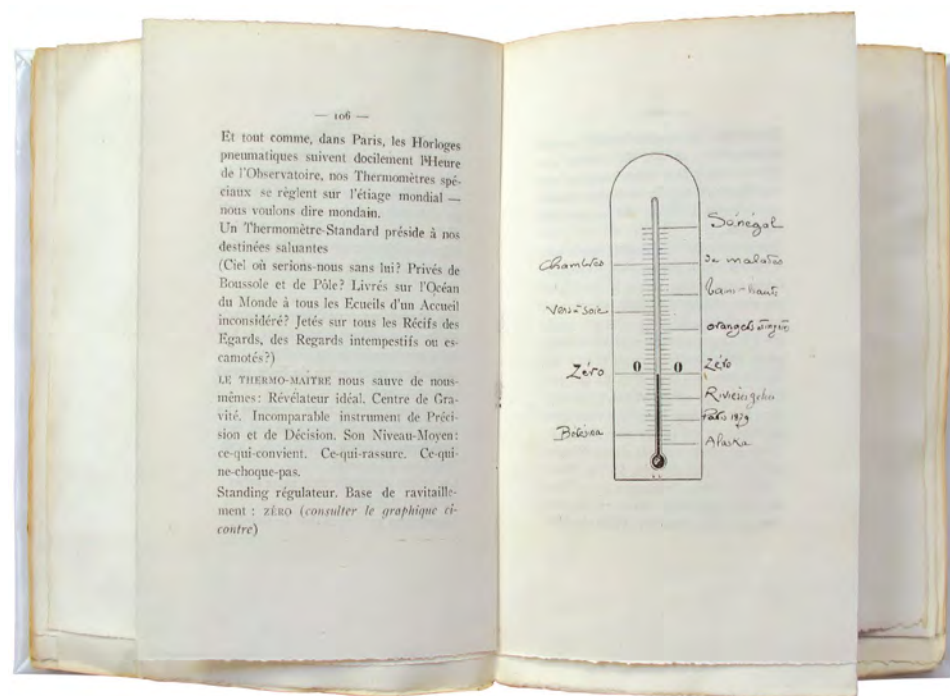 — 106 —
Et tout comme, dans Paris, les Horloges
pneumatiques suivent docilement l'Heure
de l'Observatoire, nos Thermomètres spé-
ciaux se règlent sur l'étiage mondial —
nous voulons dire mondain.
Un Thermomètre-Standard préside à nos
destinées saluantes
(Ciel où serions-nous sans lui? Privés de
Boussole et de Pôle? Livrés sur l'Océan
du Monde à tous les Ecueils d'un Accueil
inconsidéré? Jetés sur tous les Récifs des
Egards, des Regards intempestifs ou es-
camotés?)
LE THERMO-MAITRE nous sauve de nous-
mêmes: Révélateur idéal. Centre de Gra-
vité. Incomparable instrument de Préci-
sion et de Décision. Son Niveau-Moyen:
ce-qui-convient. Ce-qui-rassure. Ce-qui-
ne-choque-pas.
Standing régulateur. Base de ravitaille-
ment : ZÉRO (consulter le graphique ci-
contre)
Sénégal
Chambres de malades
Vers-à-soie
orangers
Zéro 0 0 Zéro
Rivières
Paris 1879
Alaska